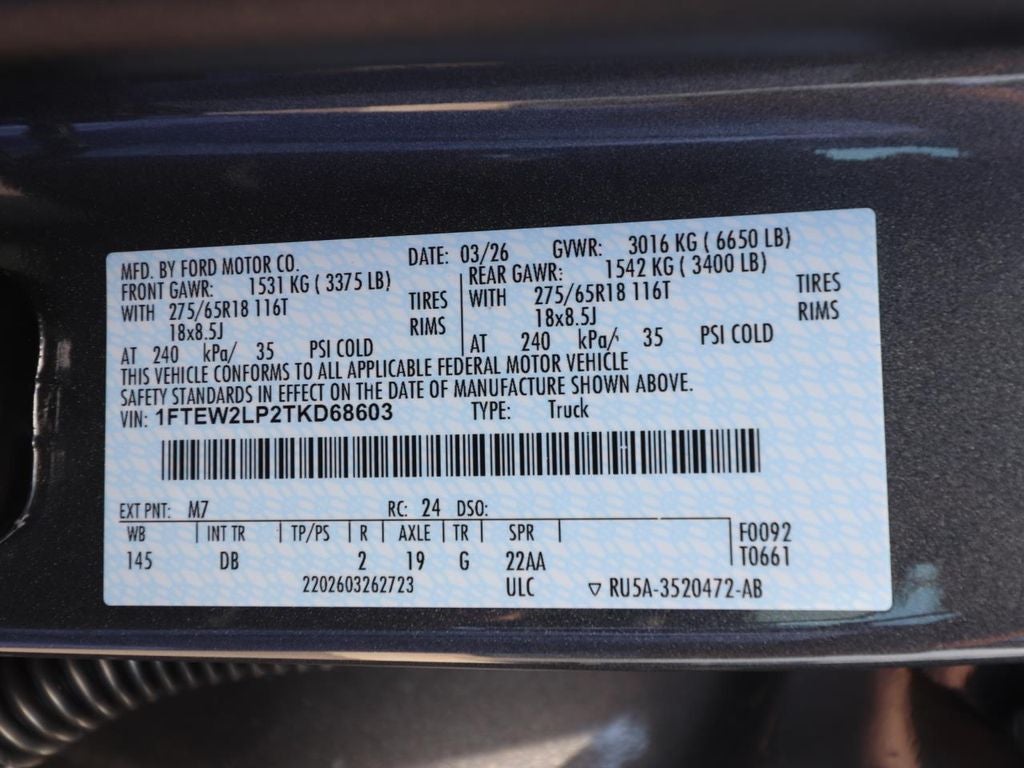 MFD. BY FORD MOTOR CO. DATE: 03/26 GVWR: 3016 KG ( 6650 LB)
FRONT GAWR: 1531 KG ( 3375 LB) REAR GAWR: 1542 KG ( 3400 LB)
WITH 275/65R18 116T TIRES WITH 275/65R18 116T TIRES
18x8.5J RIMS 18x8.5J RIMS
AT 240 kPa/ 35 PSI COLD AT 240 kPa/ 35 PSI COLD
THIS VEHICLE CONFORMS TO ALL APPLICABLE FEDERAL MOTOR VEHICLE
SAFETY STANDARDS IN EFFECT ON THE DATE OF MANUFACTURE SHOWN ABOVE.
VIN: 1FTEW2LP2TKD68603 TYPE: Truck
EXT PNT: M7 RC: 24 DSO:
WB INT TR TP/PS R AXLE TR SPR F0092
145 DB 2 19 G 22AA T0661
2202603262723 ULC RU5A-3520472-AB